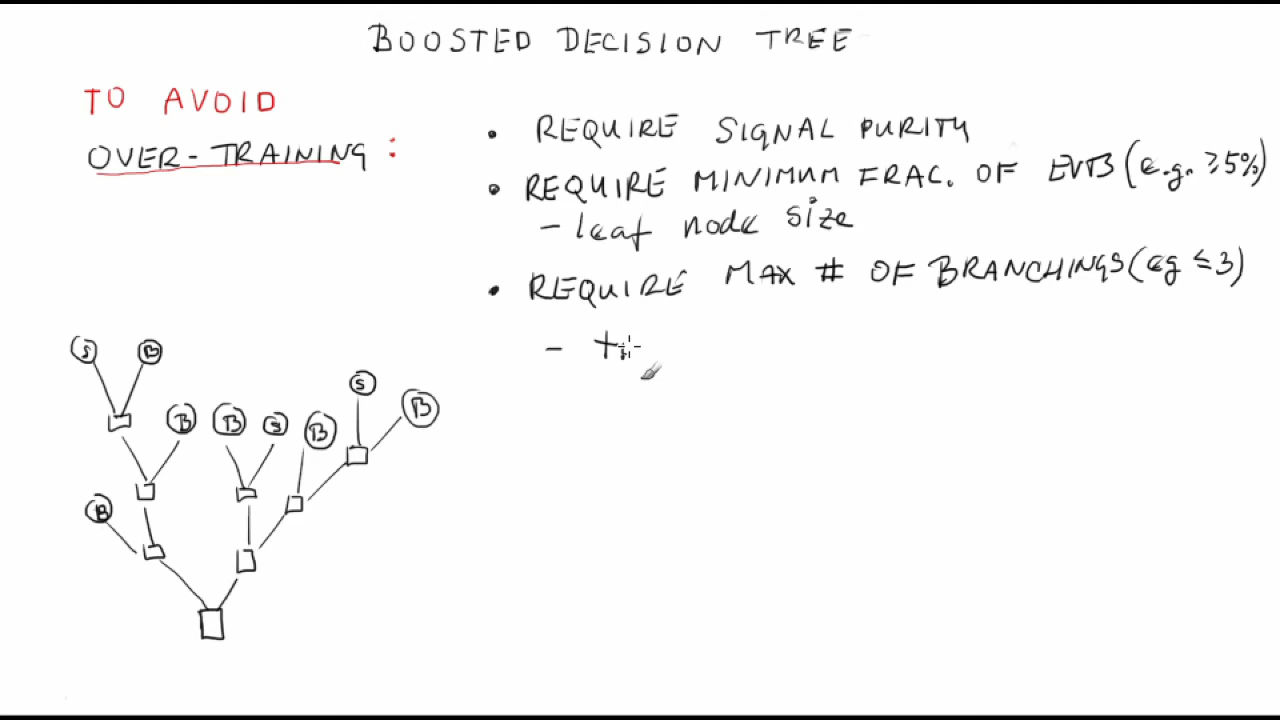 BOOSTED DECISION TREE
TO AVOID
OVER-TRAINING :
• REQUIRE SIGNAL PURITY
• REQUIRE MINIMUM FRAC. OF EVTS (e.g. ≥5%)
- leaf node size
• REQUIRE MAX # OF BRANCHINGS (eg ≤3)
- t
S B
S
B B S B B
B